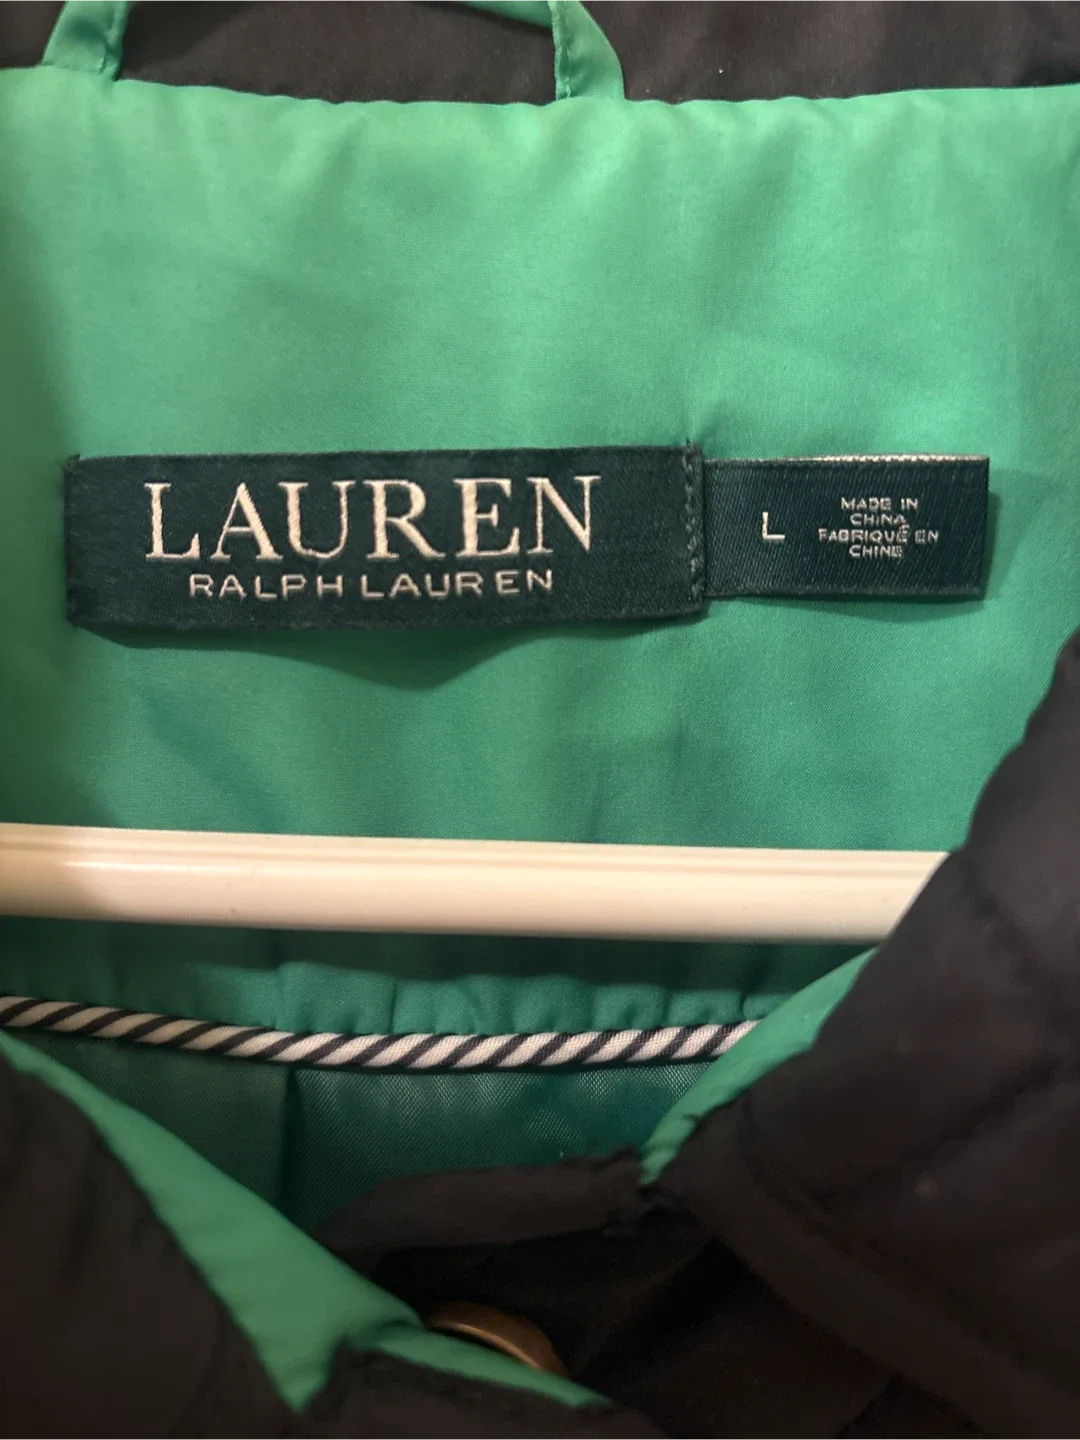 LAUREN
RALPH LAUREN
L
MADE IN
CHINA
FABRIQUÉ EN
CHINE